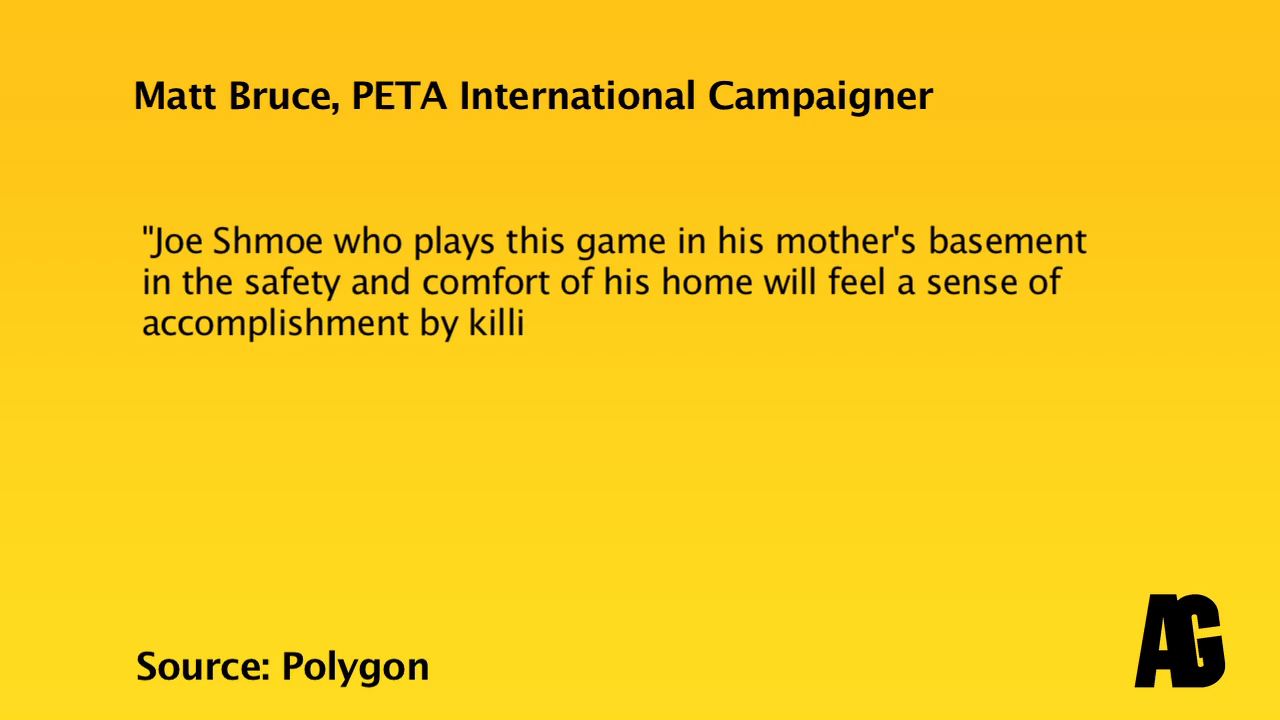 Matt Bruce, PETA International Campaigner
"Joe Shmoe who plays this game in his mother's basement
in the safety and comfort of his home will feel a sense of
accomplishment by killi
Source: Polygon
AG